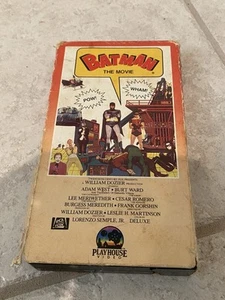 BATMAN
THE MOVIE
POW!
WHAM!
WILLIAM DOZIER
ADAM WEST • BURT WARD
LEE MERIWETHER • CESAR ROMERO
BURGESS MEREDITH • FRANK GORSHIN
WILLIAM DOZIER • LESLIE H. MARTINSON
LORENZO SEMPLE, JR. DELUXE
FOX
PLAYHOUSE
VIDEO